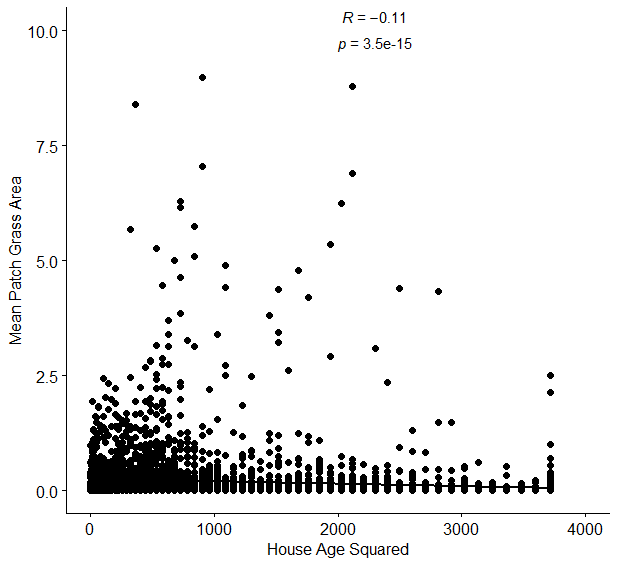 R = −0.11
p = 3.5e-15
10.0
7.5
5.0
2.5
0.0
Mean Patch Grass Area
0 1000 2000 3000 4000
House Age Squared